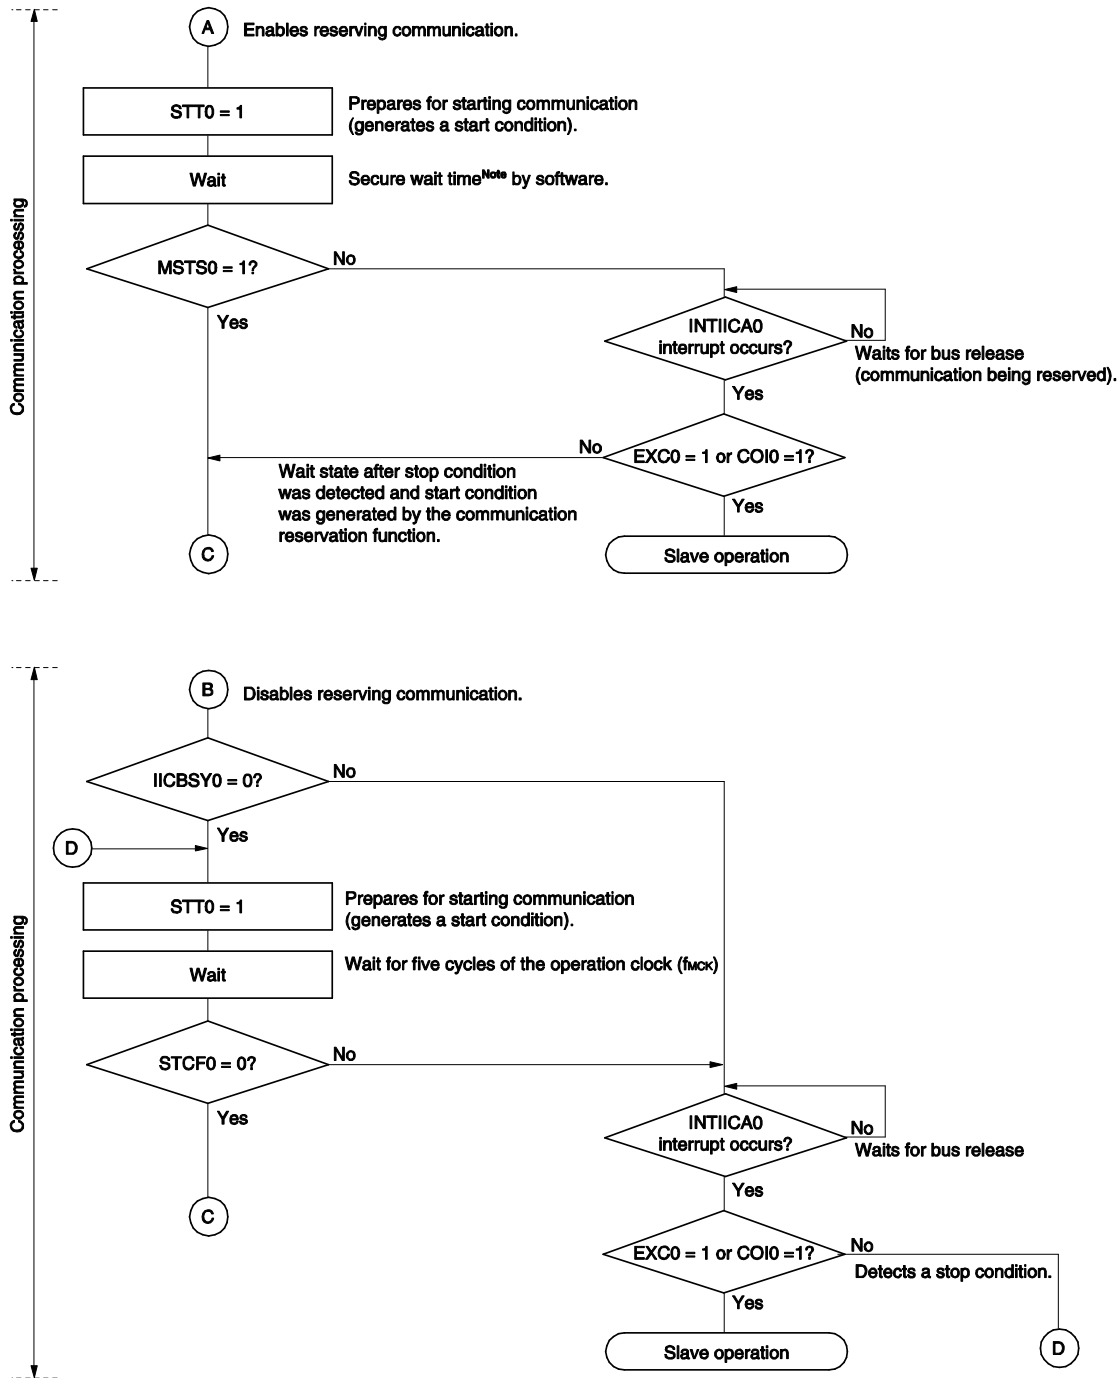 A
Enables reserving communication.
STT0 = 1
Prepares for starting communication
(generates a start condition).
Wait
Secure wait timeNote by software.
MSTS0 = 1?
No
Yes
INTIICA0
interrupt occurs?
No
Waits for bus release
(communication being reserved).
Yes
EXC0 = 1 or COI0 =1?
No
Wait state after stop condition
was detected and start condition
was generated by the communication
reservation function.
Yes
C
Slave operation
Communication processing
B
Disables reserving communication.
IICBSY0 = 0?
No
Yes
D
STT0 = 1
Prepares for starting communication
(generates a start condition).
Wait
Wait for five cycles of the operation clock (fMCK)
STCF0 = 0?
No
Yes
INTIICA0
interrupt occurs?
No
Waits for bus release
Yes
C
EXC0 = 1 or COI0 =1?
No
Detects a stop condition.
Yes
Slave operation
D
Communication processing